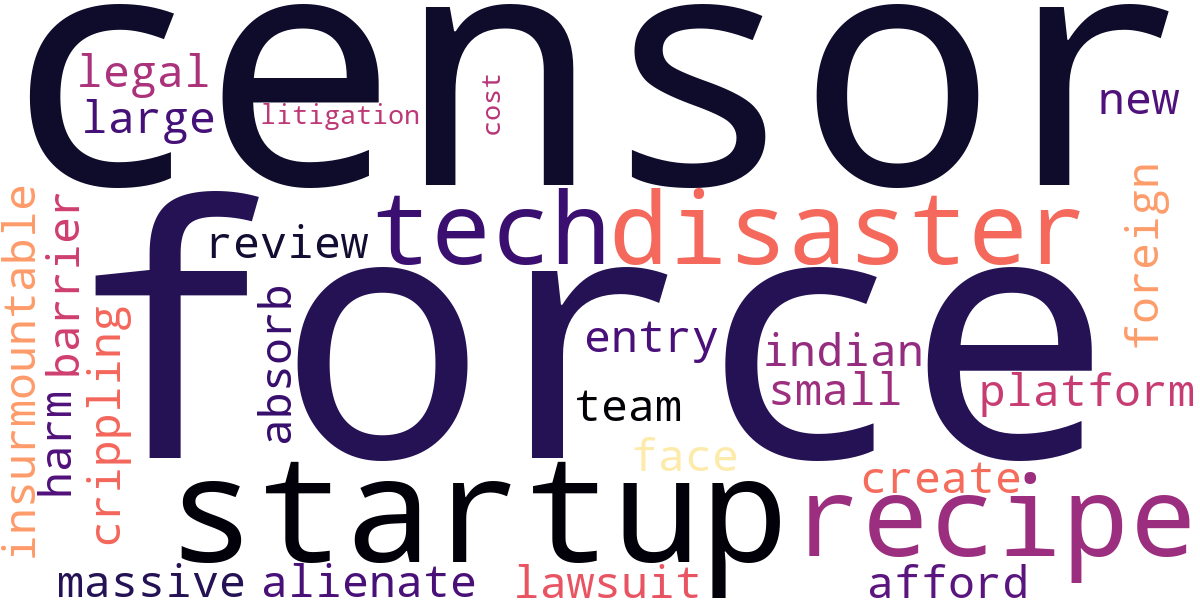 censor
legal
large
litigation
cost
new
force
tech
disaster
review
foreign
insurmountable
barrier
harm
crippling
absorb
entry
indian
small
platform
team
face
startup
create
recipe
massive
alienate
lawsuit
afford